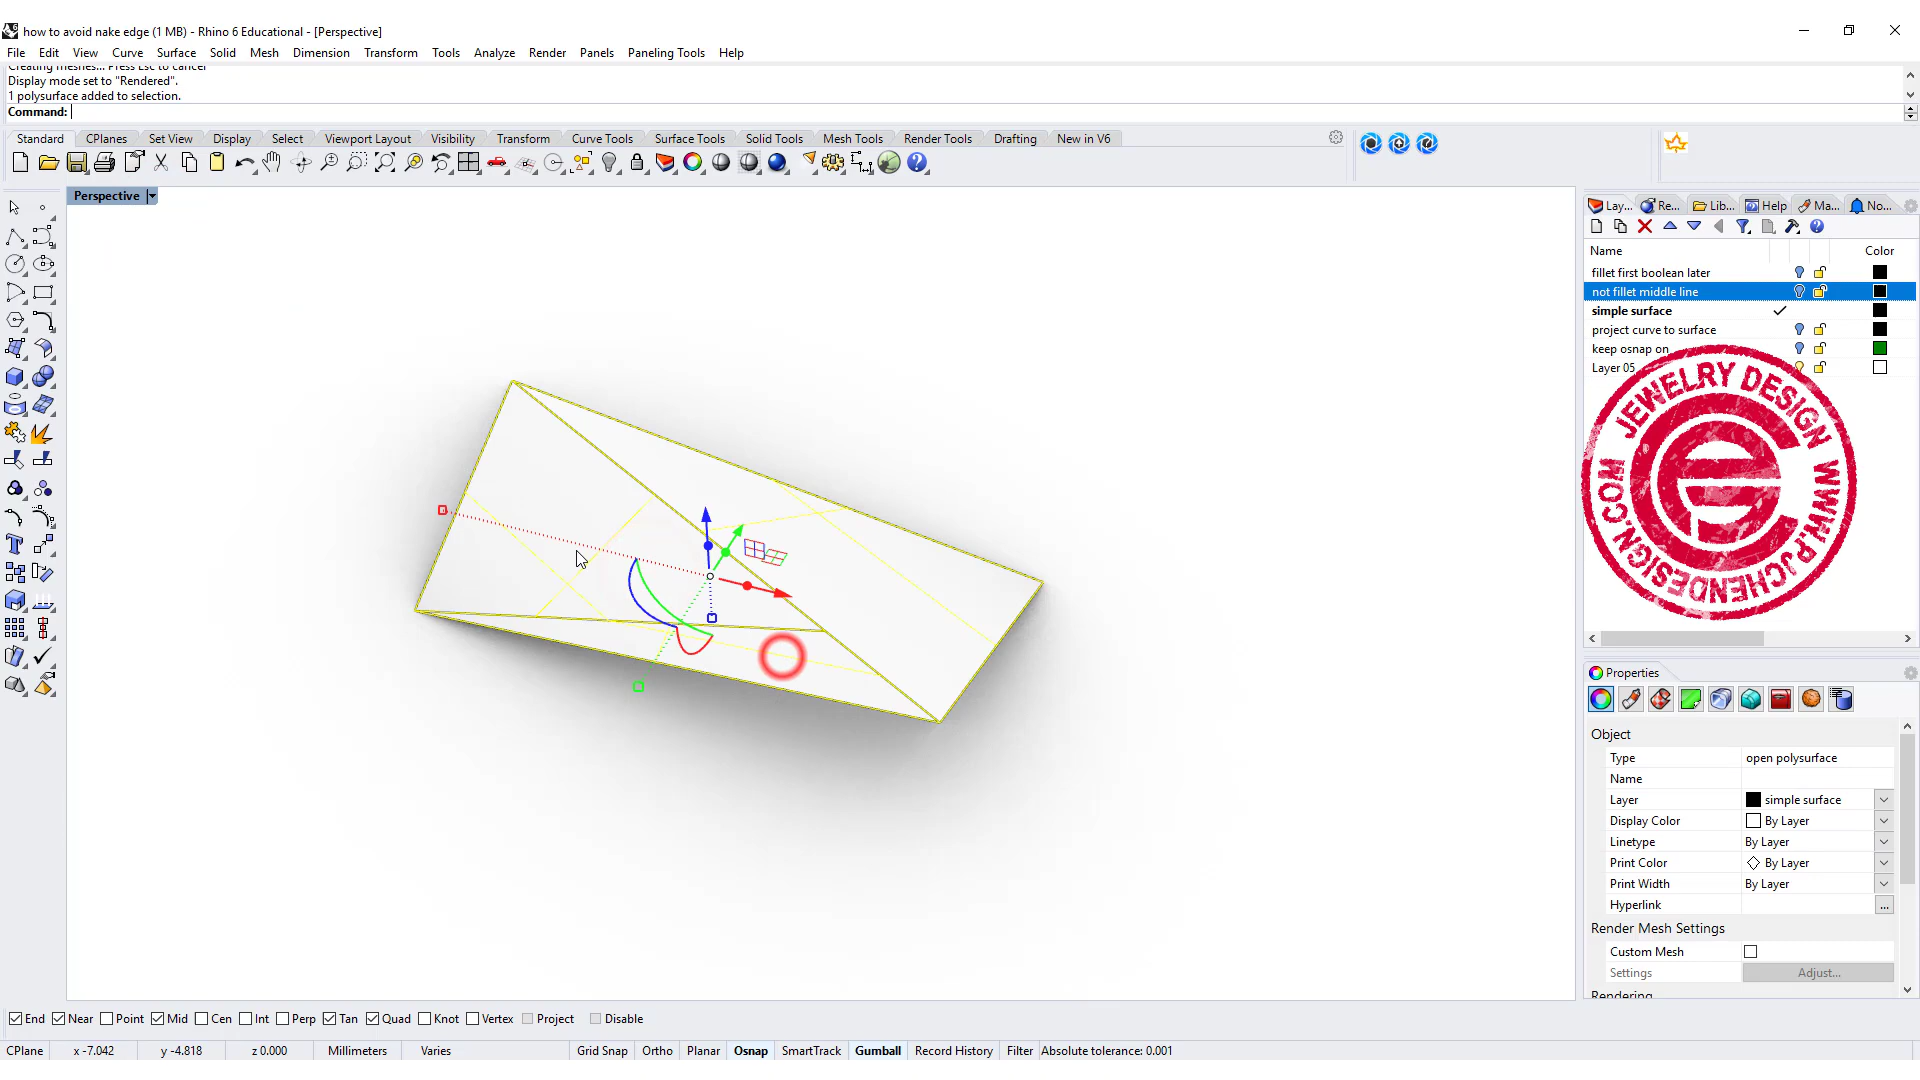 how to avoid nake edge (1 MB) - Rhino 6 Educational - [Perspective]
File Edit View Curve Surface Solid Mesh Dimension Transform Tools Analyze Render Panels Paneling Tools Help
Creating meshes... Press Esc to cancel
Display mode set to "Rendered".
1 polysurface added to selection.
Command:
Standard CPlanes Set View Display Select Viewport Layout Visibility Transform Curve Tools Surface Tools Solid Tools Mesh Tools Render Tools Drafting New in V6
Perspective
Lay... Re... Lib... Help Ma... No...
Name Color
fillet first boolean later
not fillet middle line
simple surface
project curve to surface
keep osnap on
Layer 05
JEWELRY DESIGN WWW.PJCHENDESIGN.COM
Properties
Object
Type open polysurface
Name
Layer simple surface
Display Color By Layer
Linetype By Layer
Print Color By Layer
Print Width By Layer
Hyperlink ...
Render Mesh Settings
Custom Mesh
Settings Adjust...
Rendering
End Near Point Mid Cen Int Perp Tan Quad Knot Vertex Project Disable
CPlane x -7.042 y -4.818 z 0.000 Millimeters Varies Grid Snap Ortho Planar Osnap SmartTrack Gumball Record History Filter Absolute tolerance: 0.001